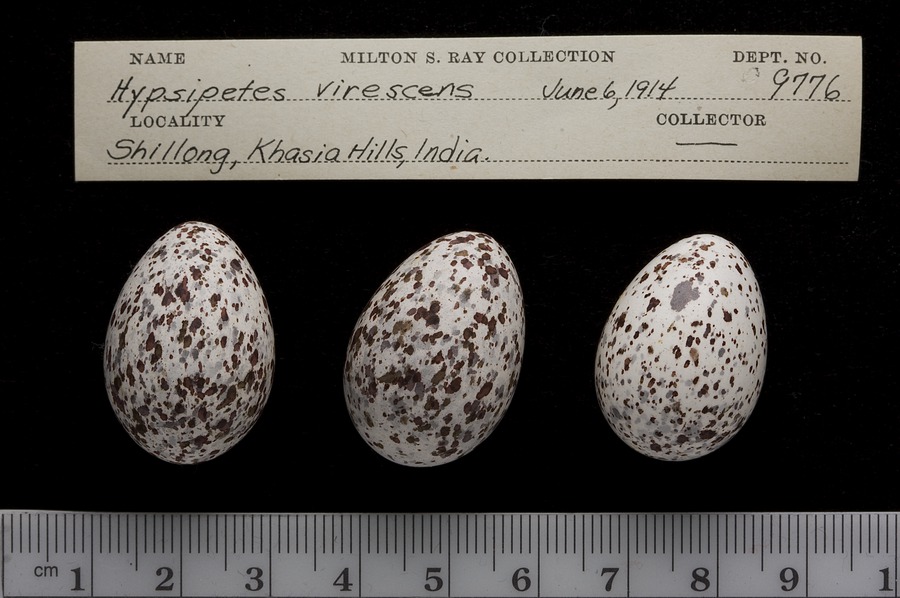 NAME MILTON S. RAY COLLECTION DEPT. NO.
Hypsipetes virescens June 6, 1914 9776
LOCALITY COLLECTOR
Shillong, Khasia Hills, India.
cm 1 2 3 4 5 6 7 8 9 1